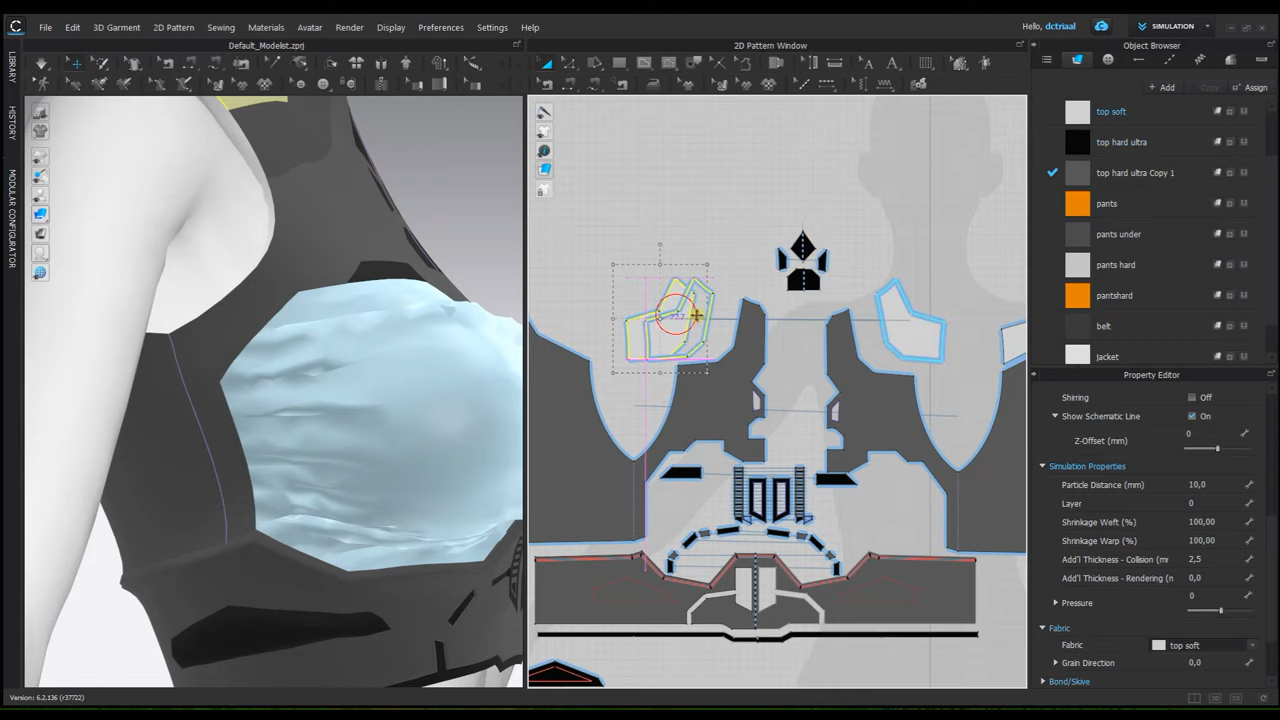 File Edit 3D Garment 2D Pattern Sewing Materials Avatar Render Display Preferences Settings Help
Hello, dctriaal
SIMULATION
Default_Modelist.zprj
2D Pattern Window
Object Browser
LIBRARY
HISTORY
MODULAR CONFIGURATOR
Add
Copy
Assign
top soft
top hard ultra
top hard ultra Copy 1
pants
pants under
pants hard
pantshard
belt
jacket
Property Editor
Shirring Off
Show Schematic Line On
Z-Offset (mm) 0
Simulation Properties
Particle Distance (mm) 10,0
Layer 0
Shrinkage Weft (%) 100,00
Shrinkage Warp (%) 100,00
Add'l Thickness - Collision (m 2,5
Add'l Thickness - Rendering (n 0,0
Pressure 0
Fabric
Fabric top soft
Grain Direction 0,0
Bond/Skive
Version: 6.2.136 (r37722)